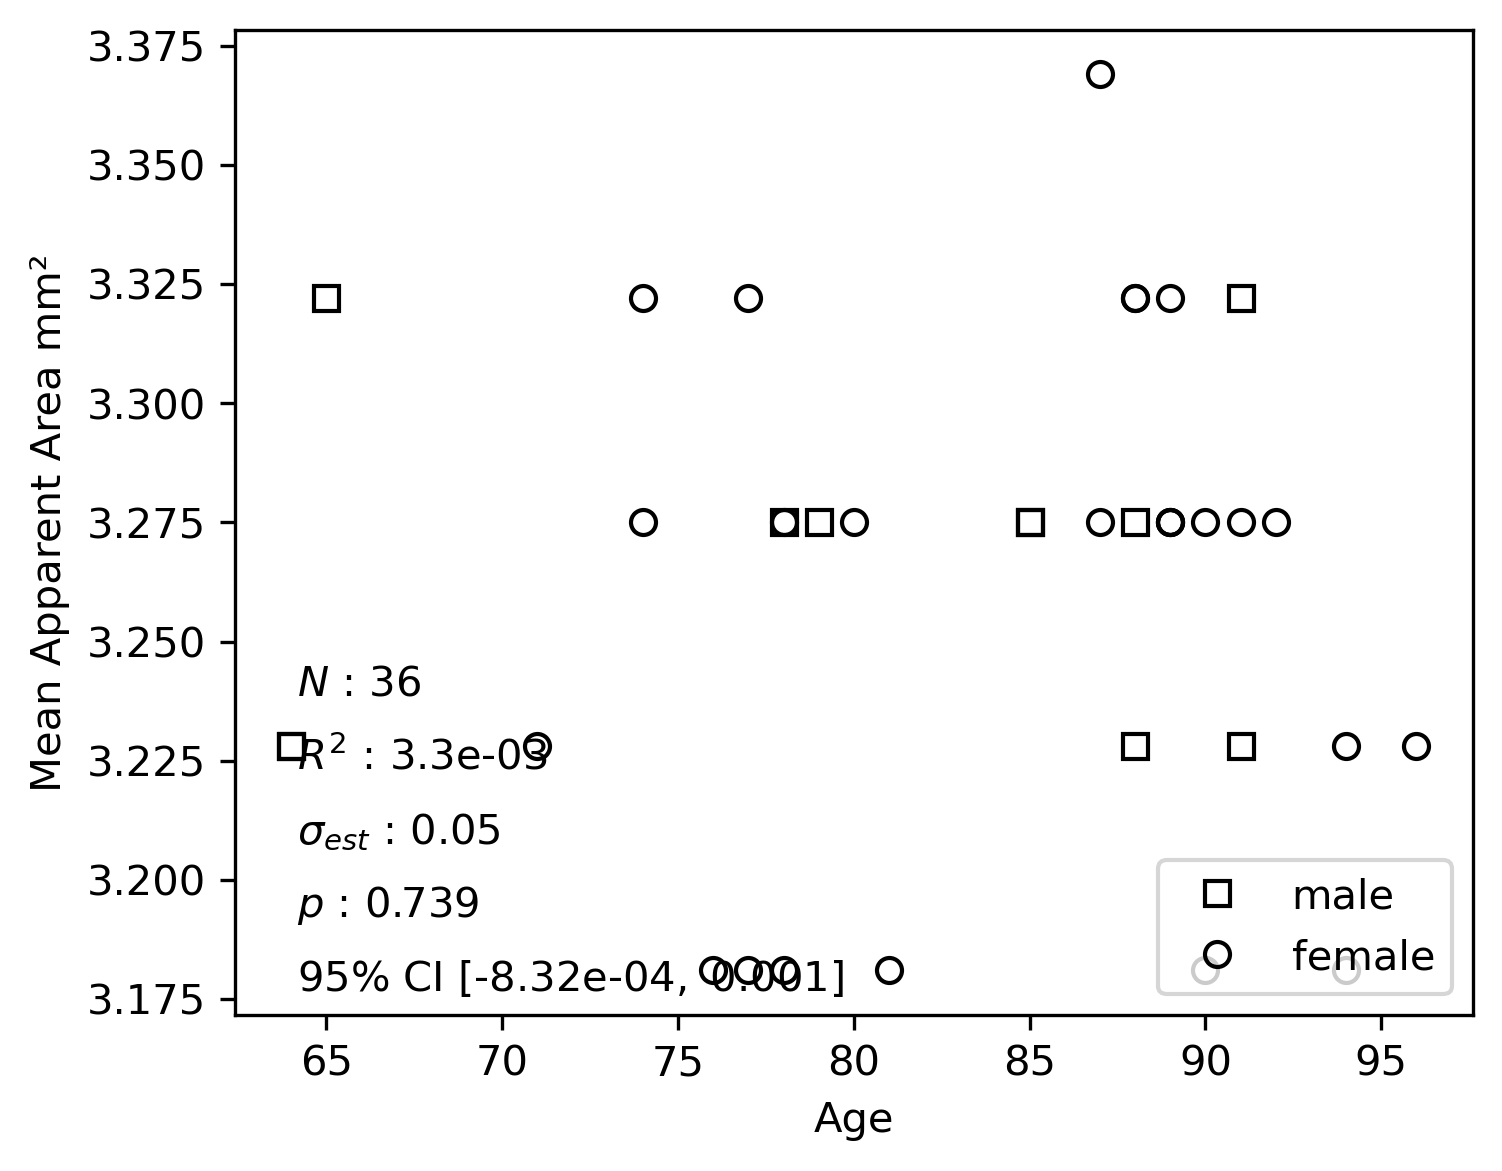 3.375
3.350
3.325
3.300
3.275
3.250
3.225
3.200
3.175
Mean Apparent Area mm²
N : 36
R² : 3.3e-03
σest : 0.05
p : 0.739
95% CI [-8.32e-04, 0.001]
male
female
65 70 75 80 85 90 95
Age